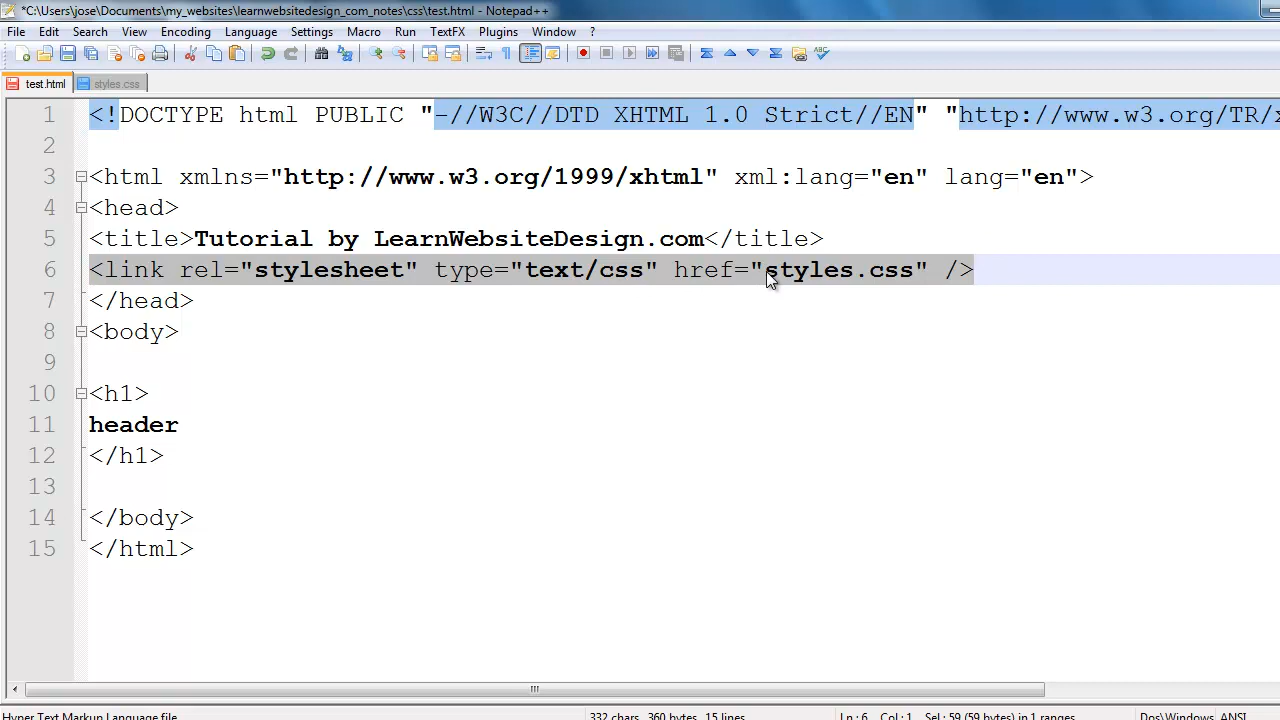 *C:\Users\jose\Documents\my_websites\learnwebsitedesign_com_notes\css\test.html - Notepad++
File Edit Search View Encoding Language Settings Macro Run TextFX Plugins Window ?
test.html styles.css
1 <!DOCTYPE html PUBLIC "-//W3C//DTD XHTML 1.0 Strict//EN" "http://www.w3.org/TR/x
2
3 <html xmlns="http://www.w3.org/1999/xhtml" xml:lang="en" lang="en">
4 <head>
5 <title>Tutorial by LearnWebsiteDesign.com</title>
6 <link rel="stylesheet" type="text/css" href="styles.css" />
7 </head>
8 <body>
9
10 <h1>
11 header
12 </h1>
13
14 </body>
15 </html>
Hyper Text Markup Language file 332 chars 360 bytes 15 lines Ln : 6 Col : 1 Sel : 59 (59 bytes) in 1 ranges Dos\Windows ANSI